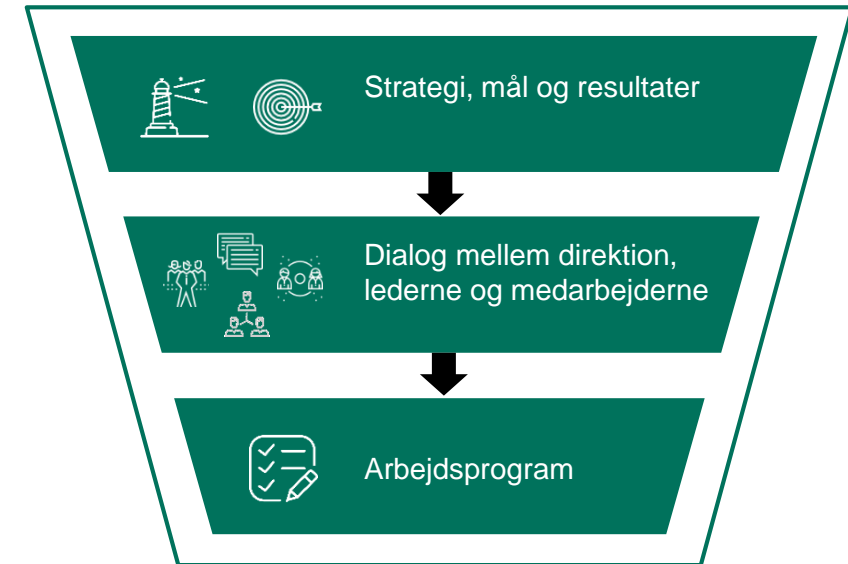 Strategi, mål og resultater
Dialog mellem direktion,
lederne og medarbejderne
Arbejdsprogram